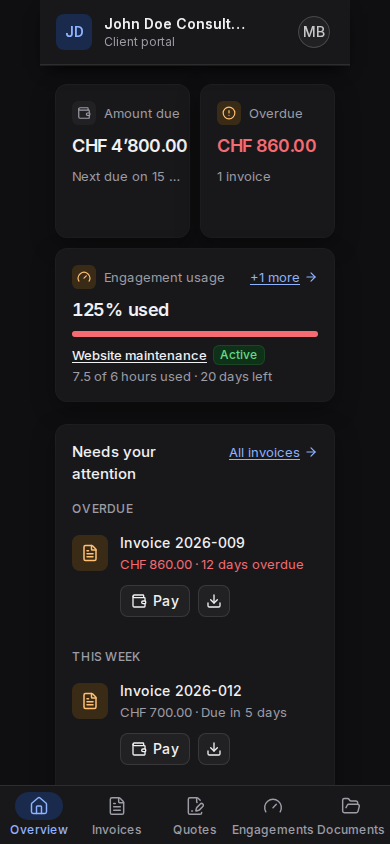 JD
John Doe Consult…
Client portal
MB
Amount due
CHF 4’800.00
Next due on 15 …
Overdue
CHF 860.00
1 invoice
Engagement usage
+1 more
125% used
Website maintenance
Active
7.5 of 6 hours used · 20 days left
Needs your
attention
All invoices
OVERDUE
Invoice 2026-009
CHF 860.00 · 12 days overdue
Pay
THIS WEEK
Invoice 2026-012
CHF 700.00 · Due in 5 days
Pay
Overview
Invoices
Quotes
Engagements
Documents